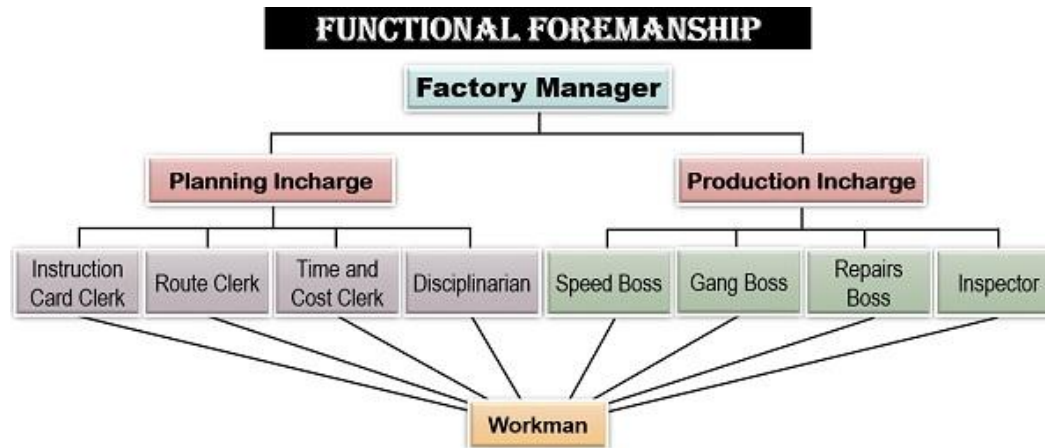 FUNCTIONAL FOREMANSHIP
Factory Manager
Planning Incharge
Production Incharge
Instruction
Card Clerk
Route Clerk
Time and
Cost Clerk
Disciplinarian
Speed Boss
Gang Boss
Repairs
Boss
Inspector
Workman